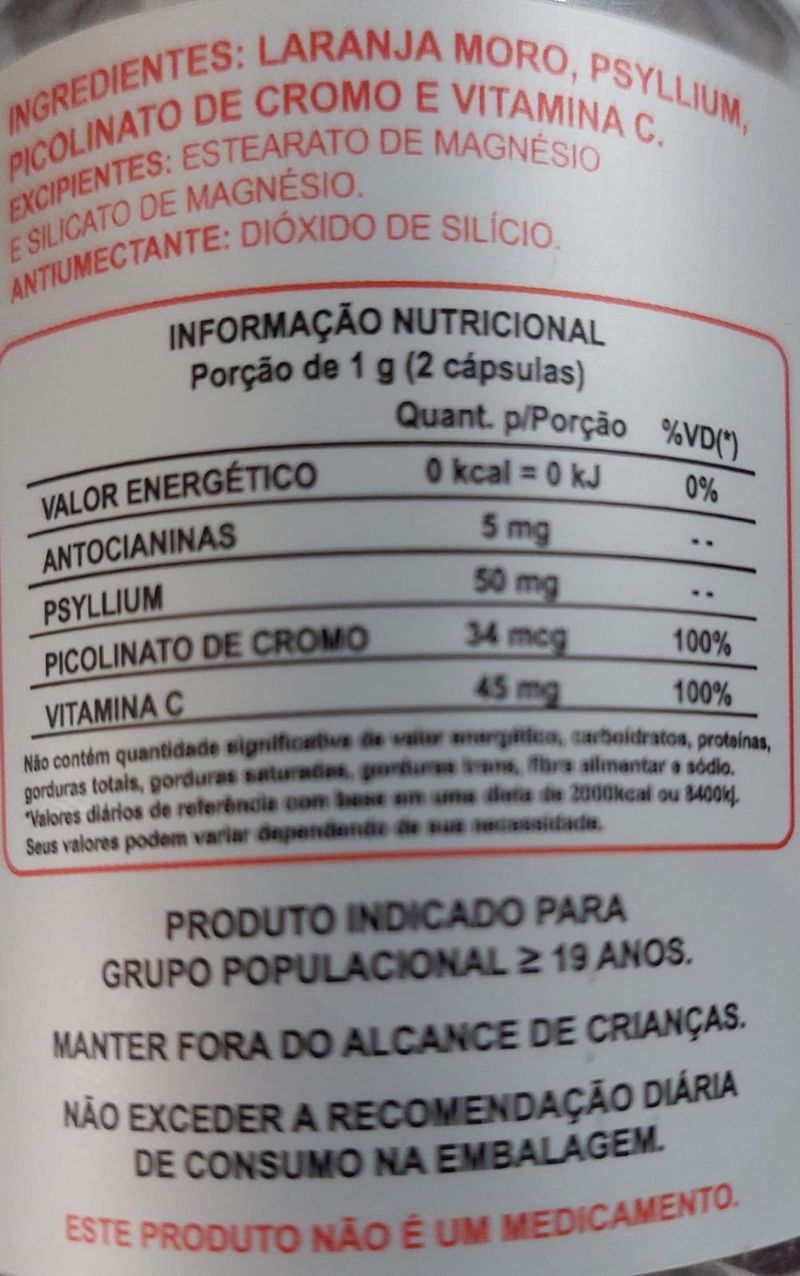 INGREDIENTES: LARANJA MORO, PSYLLIUM,
PICOLINATO DE CROMO E VITAMINA C.
EXCIPIENTES: ESTEARATO DE MAGNÉSIO
E SILICATO DE MAGNÉSIO.
ANTIUMECTANTE: DIÓXIDO DE SILÍCIO.
INFORMAÇÃO NUTRICIONAL
Porção de 1 g (2 cápsulas)
Quant. p/Porção %VD(*)
VALOR ENERGÉTICO 0 kcal = 0 kJ 0%
ANTOCIANINAS 5 mg --
PSYLLIUM 50 mg --
PICOLINATO DE CROMO 34 mcg 100%
VITAMINA C 45 mg 100%
Não contém quantidade significativa de valor energético, carboidratos, proteínas,
gorduras totais, gorduras saturadas, gorduras trans, fibra alimentar e sódio.
*Valores diários de referência com base em uma dieta de 2000kcal ou 8400kj.
Seus valores podem variar dependendo de sua necessidade.
PRODUTO INDICADO PARA
GRUPO POPULACIONAL ≥ 19 ANOS.
MANTER FORA DO ALCANCE DE CRIANÇAS.
NÃO EXCEDER A RECOMENDAÇÃO DIÁRIA
DE CONSUMO NA EMBALAGEM.
ESTE PRODUTO NÃO É UM MEDICAMENTO.